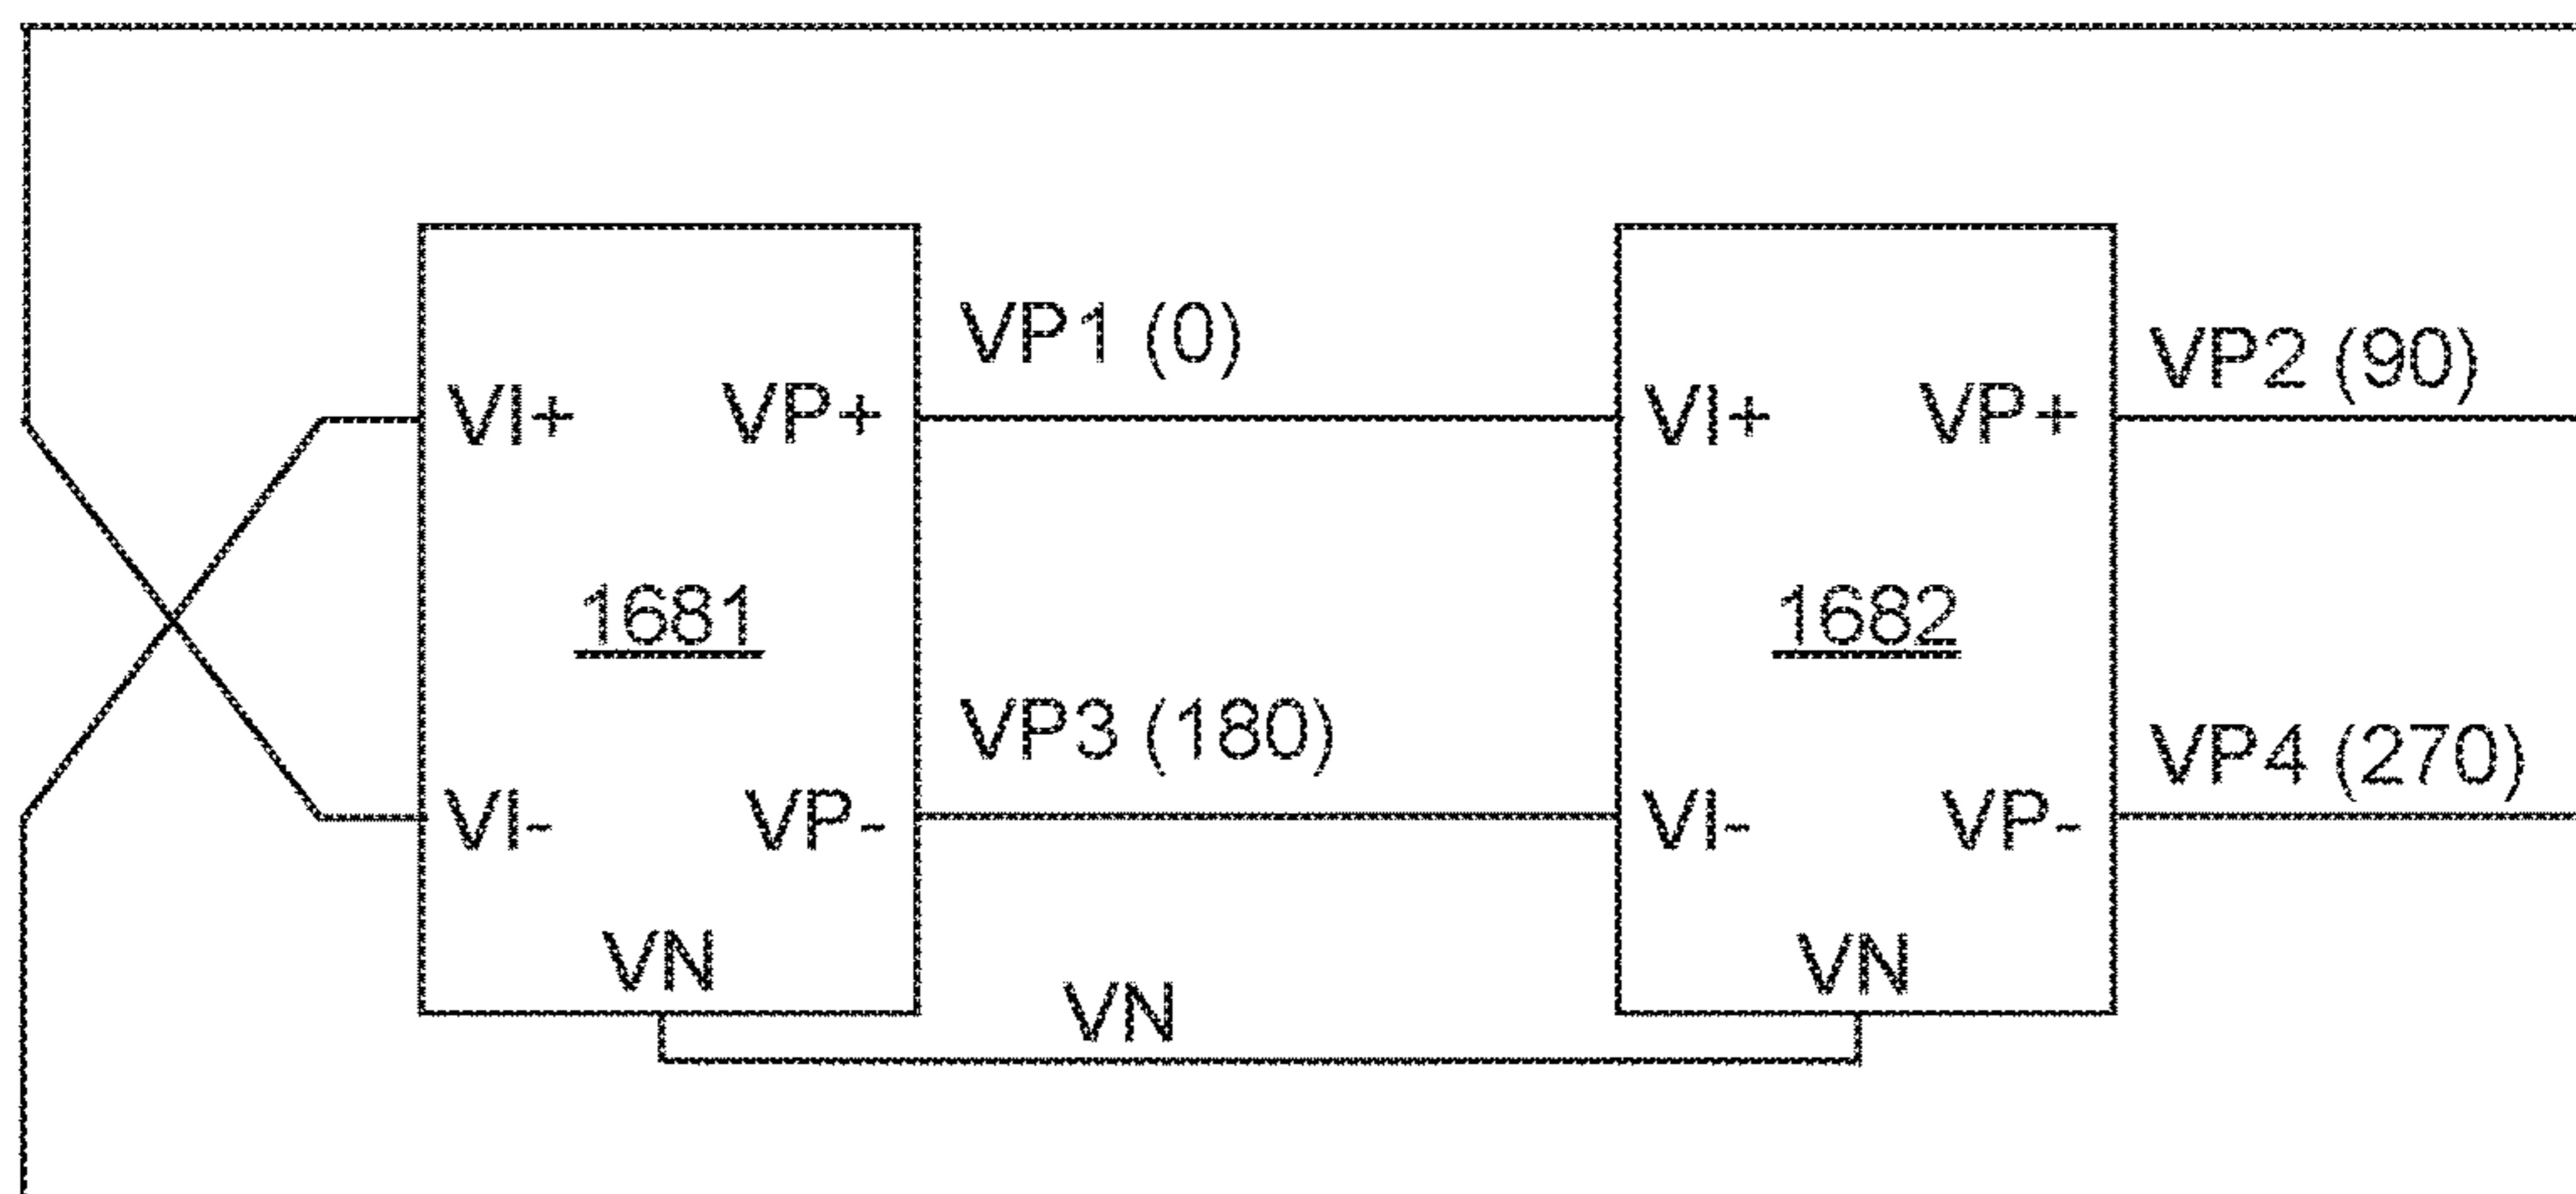 VP1 (0)
VP2 (90)
VI+ VP+
VI+ VP+
1681
1682
VP3 (180)
VP4 (270)
VI- VP-
VI- VP-
VN
VN
VN